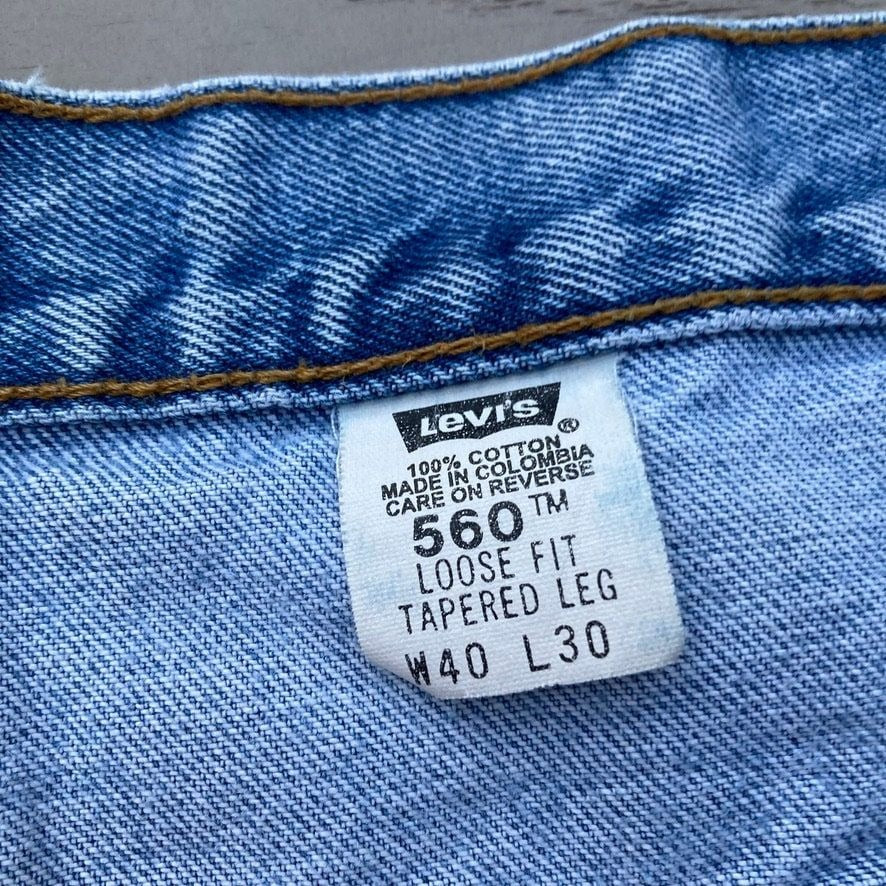 Levi's ®
100% COTTON
MADE IN COLOMBIA
CARE ON REVERSE
560™
LOOSE FIT
TAPERED LEG
W40 L30